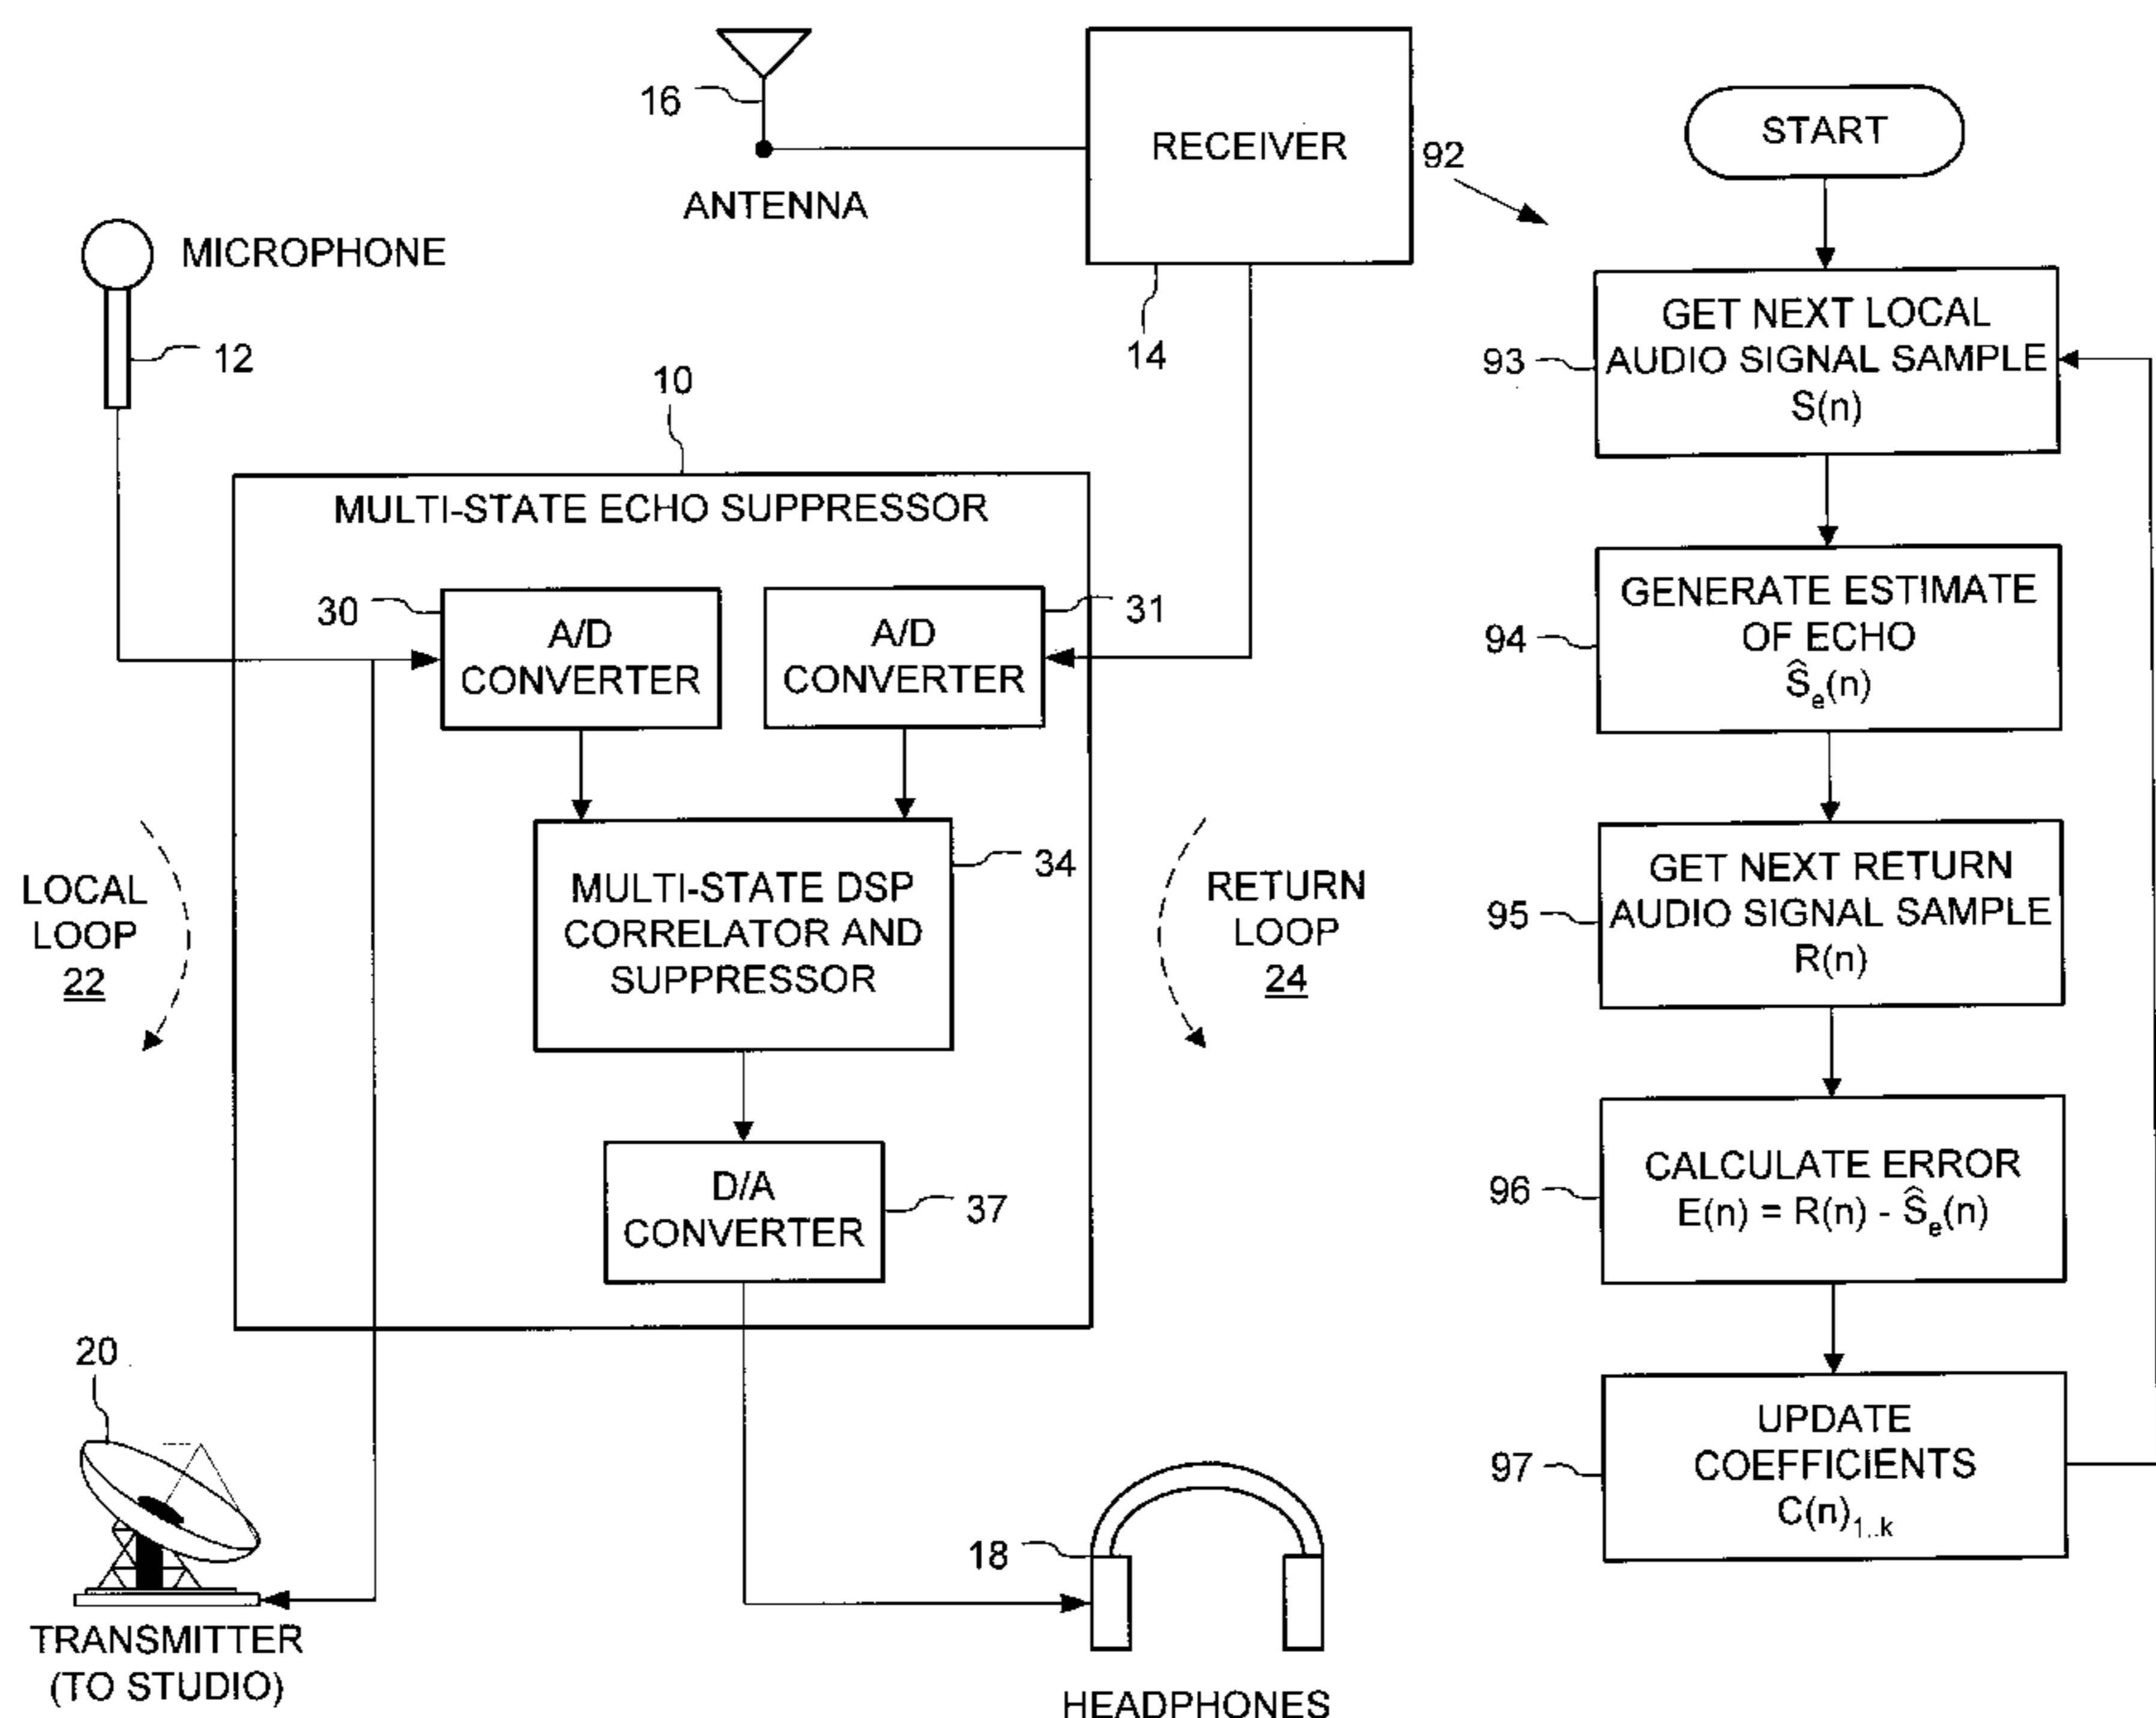 16
ANTENNA
RECEIVER
14
MICROPHONE
12
10
MULTI-STATE ECHO SUPPRESSOR
30
A/D
CONVERTER
A/D
CONVERTER
31
34
MULTI-STATE DSP
CORRELATOR AND
SUPPRESSOR
LOCAL
LOOP
22
RETURN
LOOP
24
D/A
CONVERTER
37
20
TRANSMITTER
(TO STUDIO)
18
HEADPHONES
92
START
93
GET NEXT LOCAL
AUDIO SIGNAL SAMPLE
S(n)
94
GENERATE ESTIMATE
OF ECHO
Ŝₑ(n)
95
GET NEXT RETURN
AUDIO SIGNAL SAMPLE
R(n)
96
CALCULATE ERROR
E(n) = R(n) - Ŝₑ(n)
97
UPDATE
COEFFICIENTS
C(n)₁..ₖ